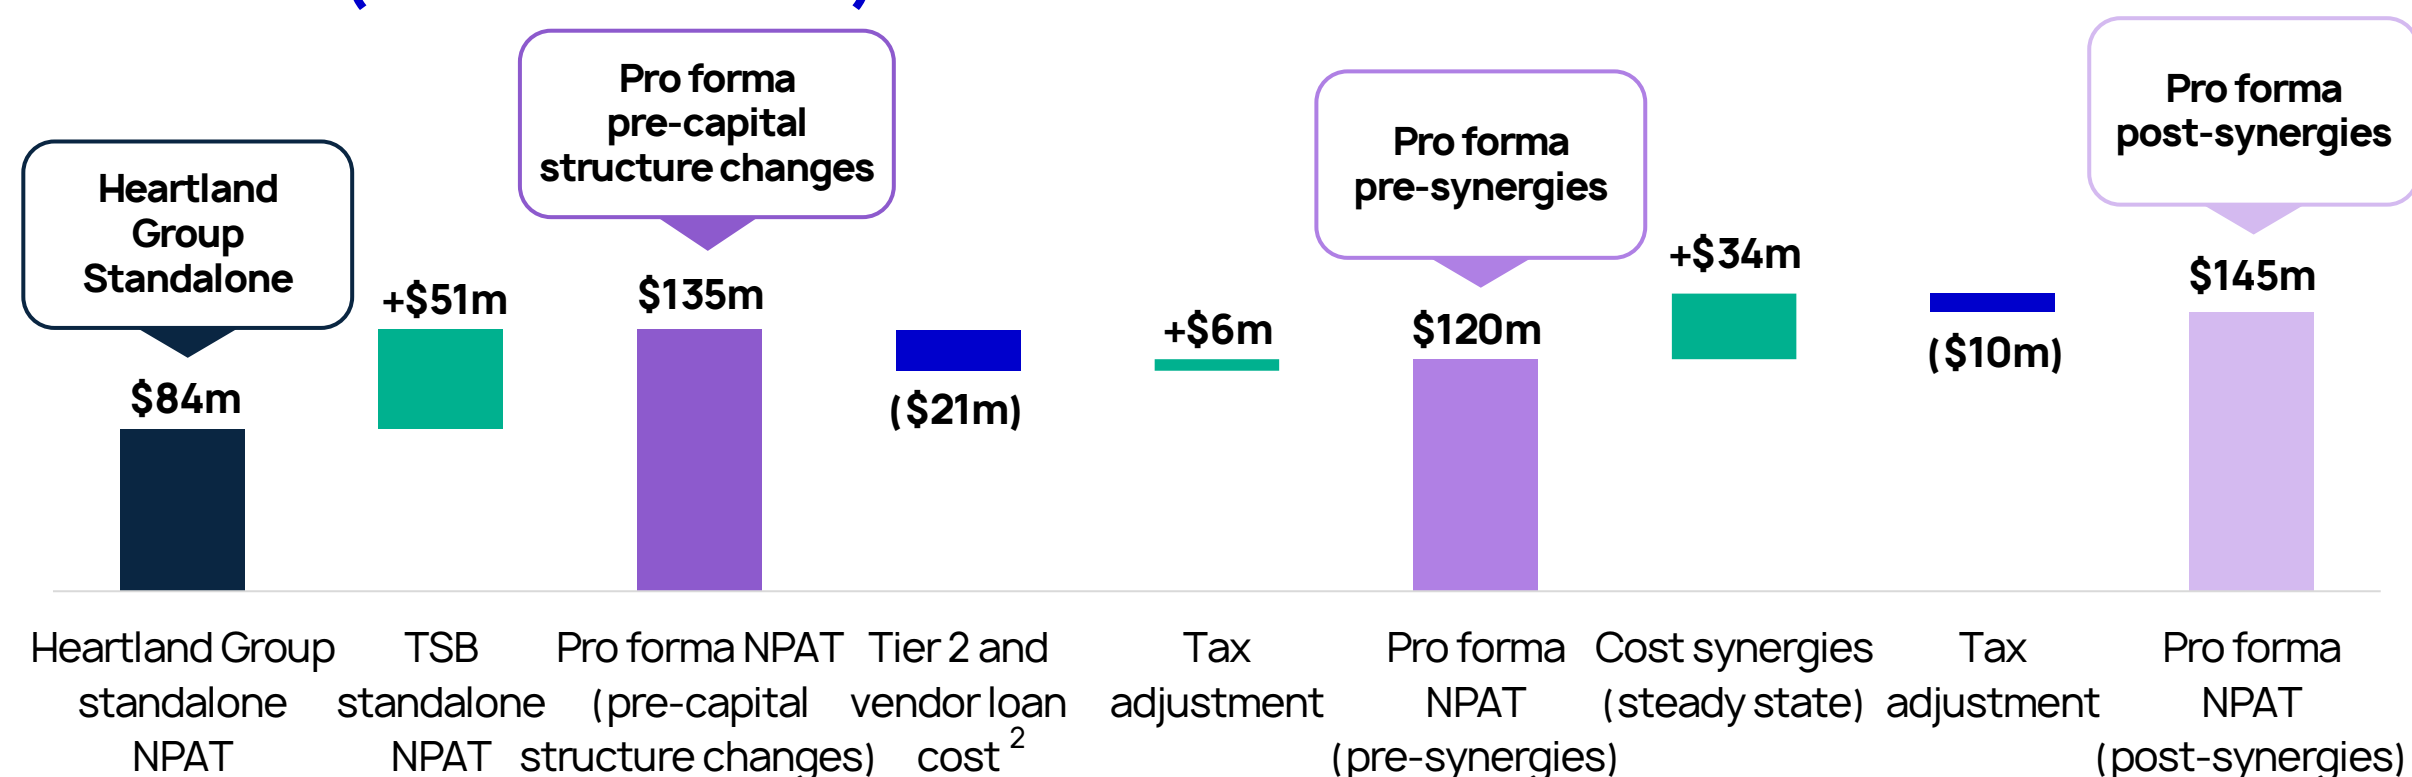 Heartland
Group
Standalone
$84m
+$51m
Pro forma
pre-capital
structure changes
$135m
($21m)
+$6m
Pro forma
pre-synergies
$120m
+$34m
($10m)
Pro forma
post-synergies
$145m
Heartland Group
standalone
NPAT
TSB
standalone
NPAT
Pro forma NPAT
(pre-capital
structure changes)
Tier 2 and
vendor loan
cost 2
Tax
adjustment
Pro forma
NPAT
(pre-synergies)
Cost synergies
(steady state)
Tax
adjustment
Pro forma
NPAT
(post-synergies)